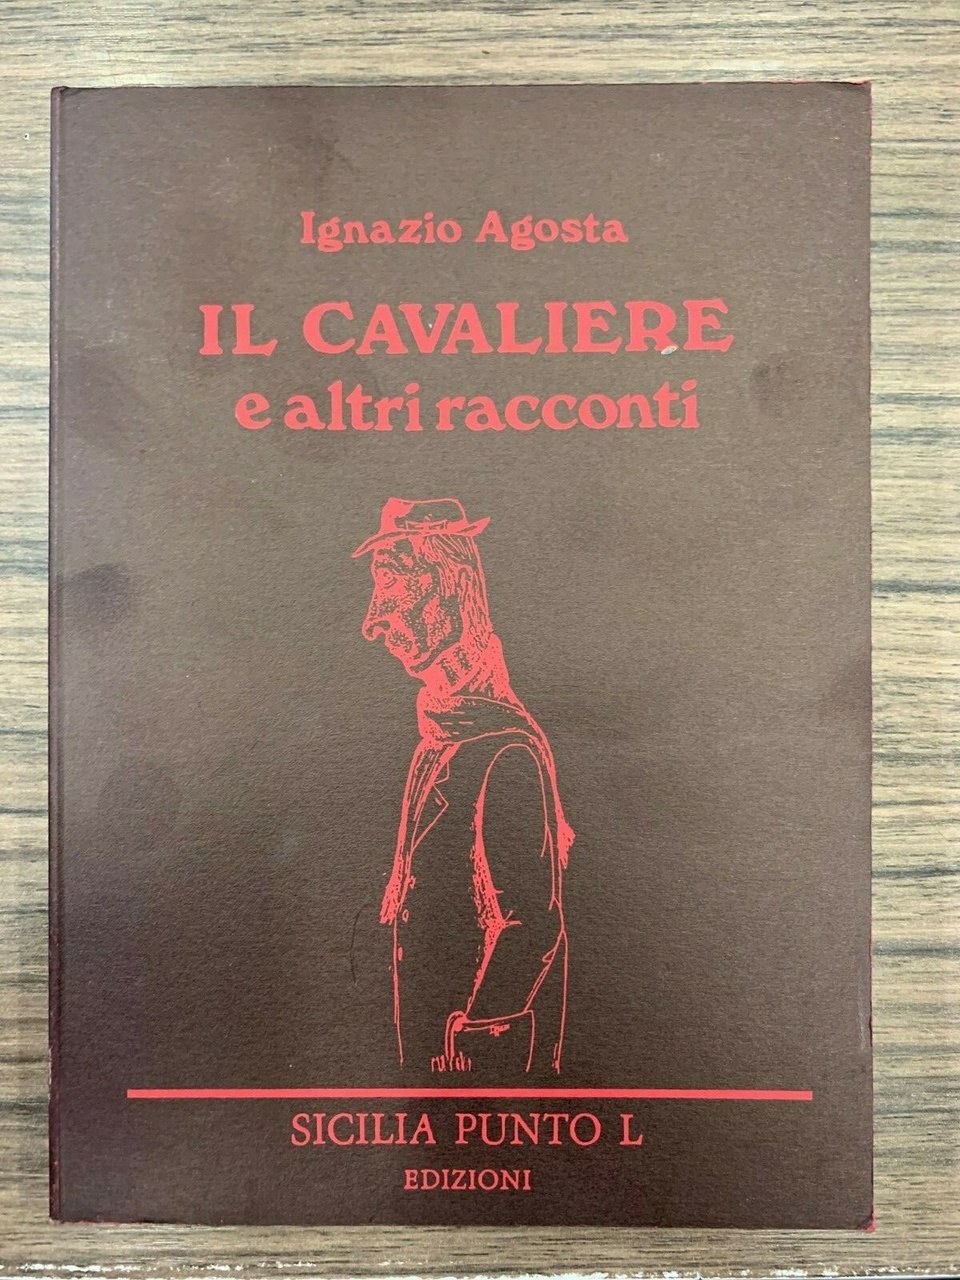 Ignazio Agosta
IL CAVALIERE
e altri racconti
SICILIA PUNTO L
EDIZIONI